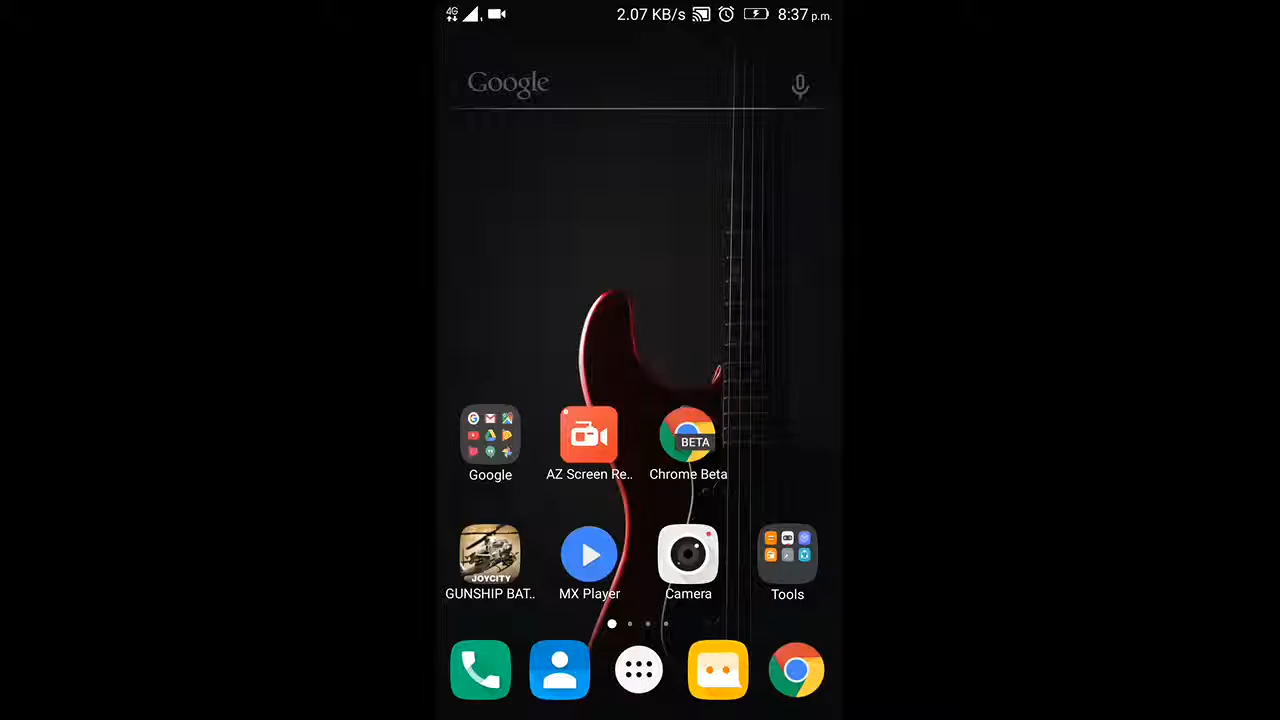 4G 2.07 KB/s 8:37 p.m.
Google
BETA
Google AZ Screen Re.. Chrome Beta
JOYCITY
GUNSHIP BAT.. MX Player Camera Tools